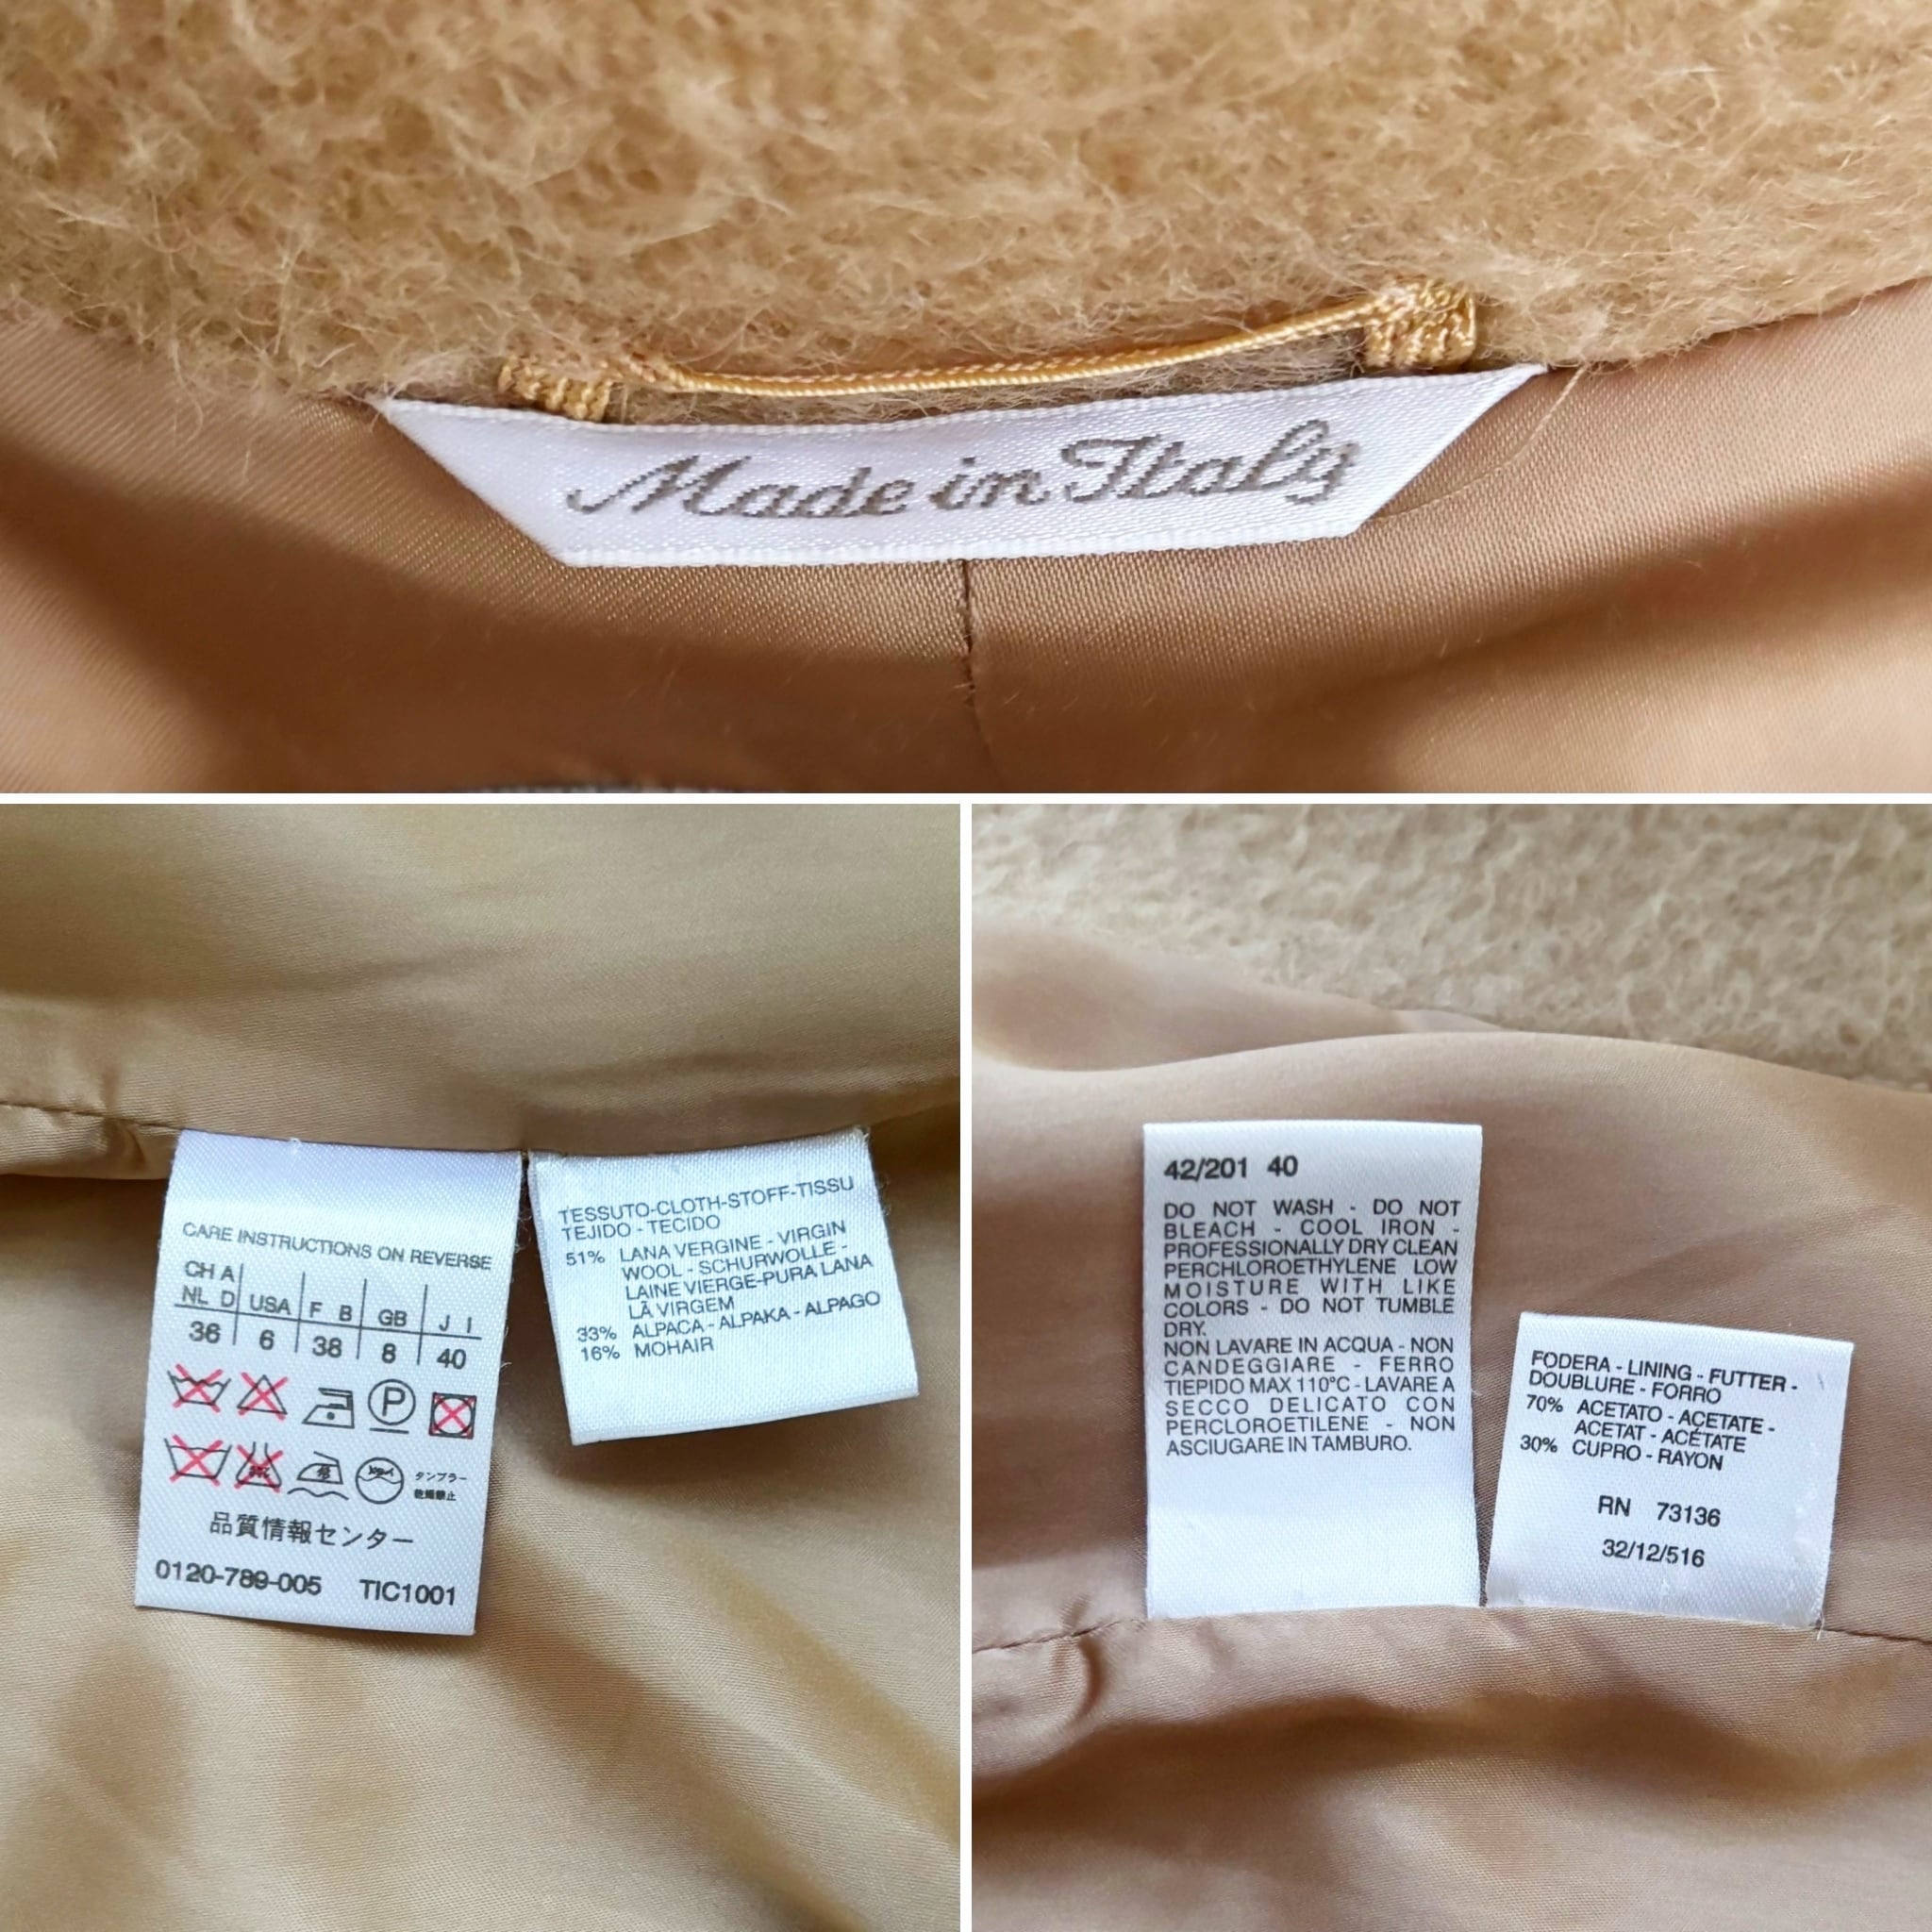 Made in Italy
CARE INSTRUCTIONS ON REVERSE
CH A
NL D USA F B GB J I
36 6 38 8 40
P
タンブラー
乾燥禁止
品質情報センター
0120-789-005 TIC1001
TESSUTO-CLOTH-STOFF-TISSU
TEJIDO - TECIDO
51% LANA VERGINE - VIRGIN
WOOL - SCHURWOLLE -
LAINE VIERGE-PURA LANA
LÃ VIRGEM
33% ALPACA - ALPAKA - ALPAGO
16% MOHAIR
42/201 40
DO NOT WASH - DO NOT
BLEACH - COOL IRON -
PROFESSIONALLY DRY CLEAN
PERCHLOROETHYLENE LOW
MOISTURE WITH LIKE
COLORS - DO NOT TUMBLE
DRY.
NON LAVARE IN ACQUA - NON
CANDEGGIARE - FERRO
TIEPIDO MAX 110°C - LAVARE A
SECCO DELICATO CON
PERCLOROETILENE - NON
ASCIUGARE IN TAMBURO.
FODERA - LINING - FUTTER -
DOUBLURE - FORRO
70% ACETATO - ACETATE -
ACETAT - ACÉTATE
30% CUPRO - RAYON
RN 73136
32/12/516